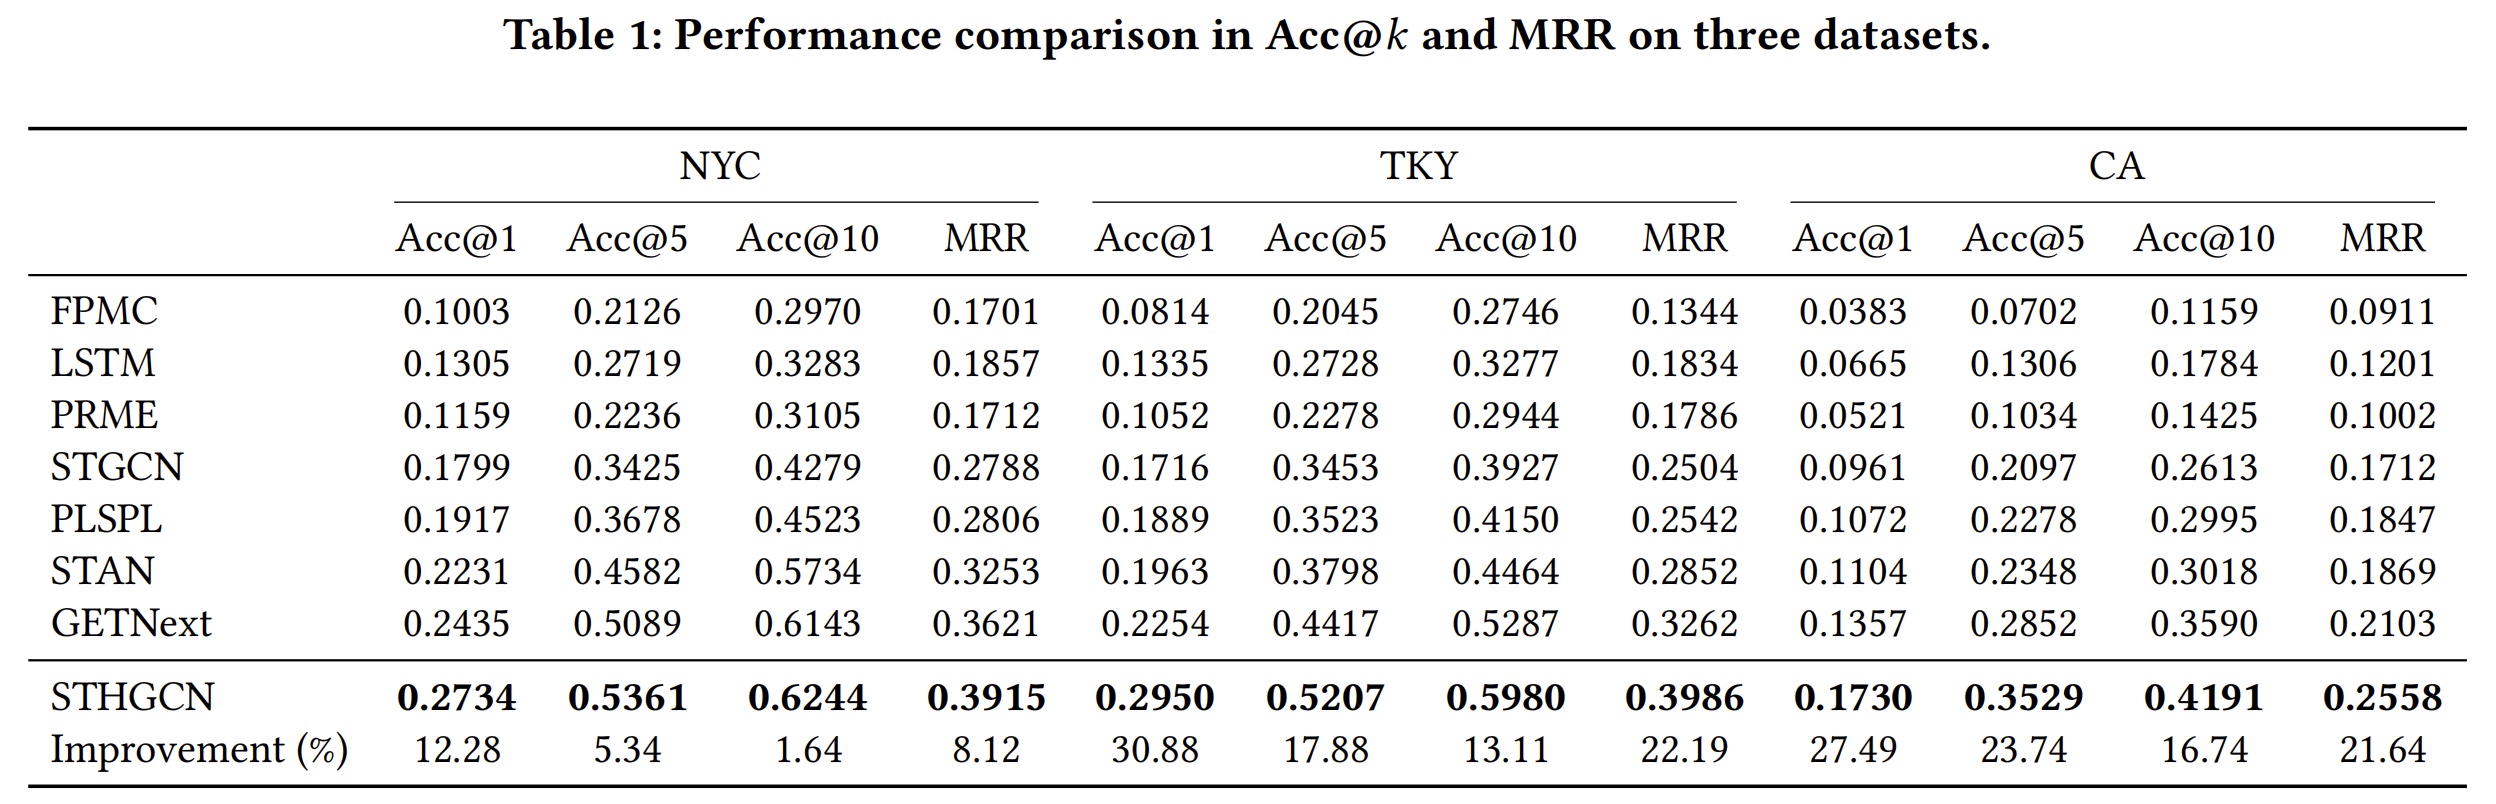 Table 1: Performance comparison in Acc@k and MRR on three datasets.
NYC TKY CA
Acc@1 Acc@5 Acc@10 MRR Acc@1 Acc@5 Acc@10 MRR Acc@1 Acc@5 Acc@10 MRR
FPMC 0.1003 0.2126 0.2970 0.1701 0.0814 0.2045 0.2746 0.1344 0.0383 0.0702 0.1159 0.0911
LSTM 0.1305 0.2719 0.3283 0.1857 0.1335 0.2728 0.3277 0.1834 0.0665 0.1306 0.1784 0.1201
PRME 0.1159 0.2236 0.3105 0.1712 0.1052 0.2278 0.2944 0.1786 0.0521 0.1034 0.1425 0.1002
STGCN 0.1799 0.3425 0.4279 0.2788 0.1716 0.3453 0.3927 0.2504 0.0961 0.2097 0.2613 0.1712
PLSPL 0.1917 0.3678 0.4523 0.2806 0.1889 0.3523 0.4150 0.2542 0.1072 0.2278 0.2995 0.1847
STAN 0.2231 0.4582 0.5734 0.3253 0.1963 0.3798 0.4464 0.2852 0.1104 0.2348 0.3018 0.1869
GETNext 0.2435 0.5089 0.6143 0.3621 0.2254 0.4417 0.5287 0.3262 0.1357 0.2852 0.3590 0.2103
STHGCN 0.2734 0.5361 0.6244 0.3915 0.2950 0.5207 0.5980 0.3986 0.1730 0.3529 0.4191 0.2558
Improvement (%) 12.28 5.34 1.64 8.12 30.88 17.88 13.11 22.19 27.49 23.74 16.74 21.64